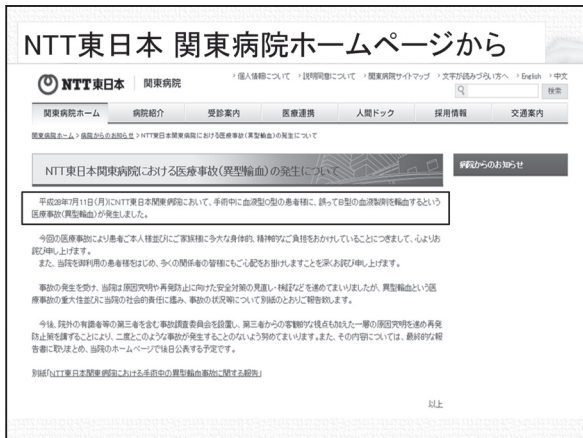 NTT東日本 関東病院ホームページから
NTT東日本 関東病院
個人情報について 説明同意について 関東病院サイトマップ 文字が読みづらい方へ English 中文
検索
関東病院ホーム 病院紹介 受診案内 医療連携 人間ドック 採用情報 交通案内
関東病院ホーム > 病院からのお知らせ > NTT東日本関東病院における医療事故(異型輸血)の発生について
NTT東日本関東病院における医療事故(異型輸血)の発生について
病院からのお知らせ
平成28年7月11日(月)にNTT東日本関東病院において、手術中に血液型O型の患者様に、誤ってB型の血液製剤を輸血するという
医療事故(異型輸血)が発生しました。
今回の医療事故により患者ご本人様並びにご家族様に多大な身体的、精神的なご負担をおかけしていることにつきまして、心よりお
詫び申し上げます。
また、当院を御利用の患者様をはじめ、多くの関係者の皆様にもご心配をお掛けしますことを深くお詫び申し上げます。
事故の発生を受け、当院は原因究明や再発防止に向けた安全対策の見直し・検証などを進めてまいりましたが、異型輸血という医
療事故の重大性並びに当院の社会的責任に鑑み、事故の状況等について別紙のとおりご報告致します。
今後、院外の有識者等の第三者を含む事故調査委員会を設置し、第三者からの客観的な視点も加えた一層の原因究明を進め再発
防止策を講ずることにより、二度とこのような事故が発生することのないよう努めてまいります。また、その内容については、最終的な報
告書に取りまとめ、当院のホームページで後日公表する予定です。
別紙「NTT東日本関東病院における手術中の異型輸血事故に関する報告」
以上